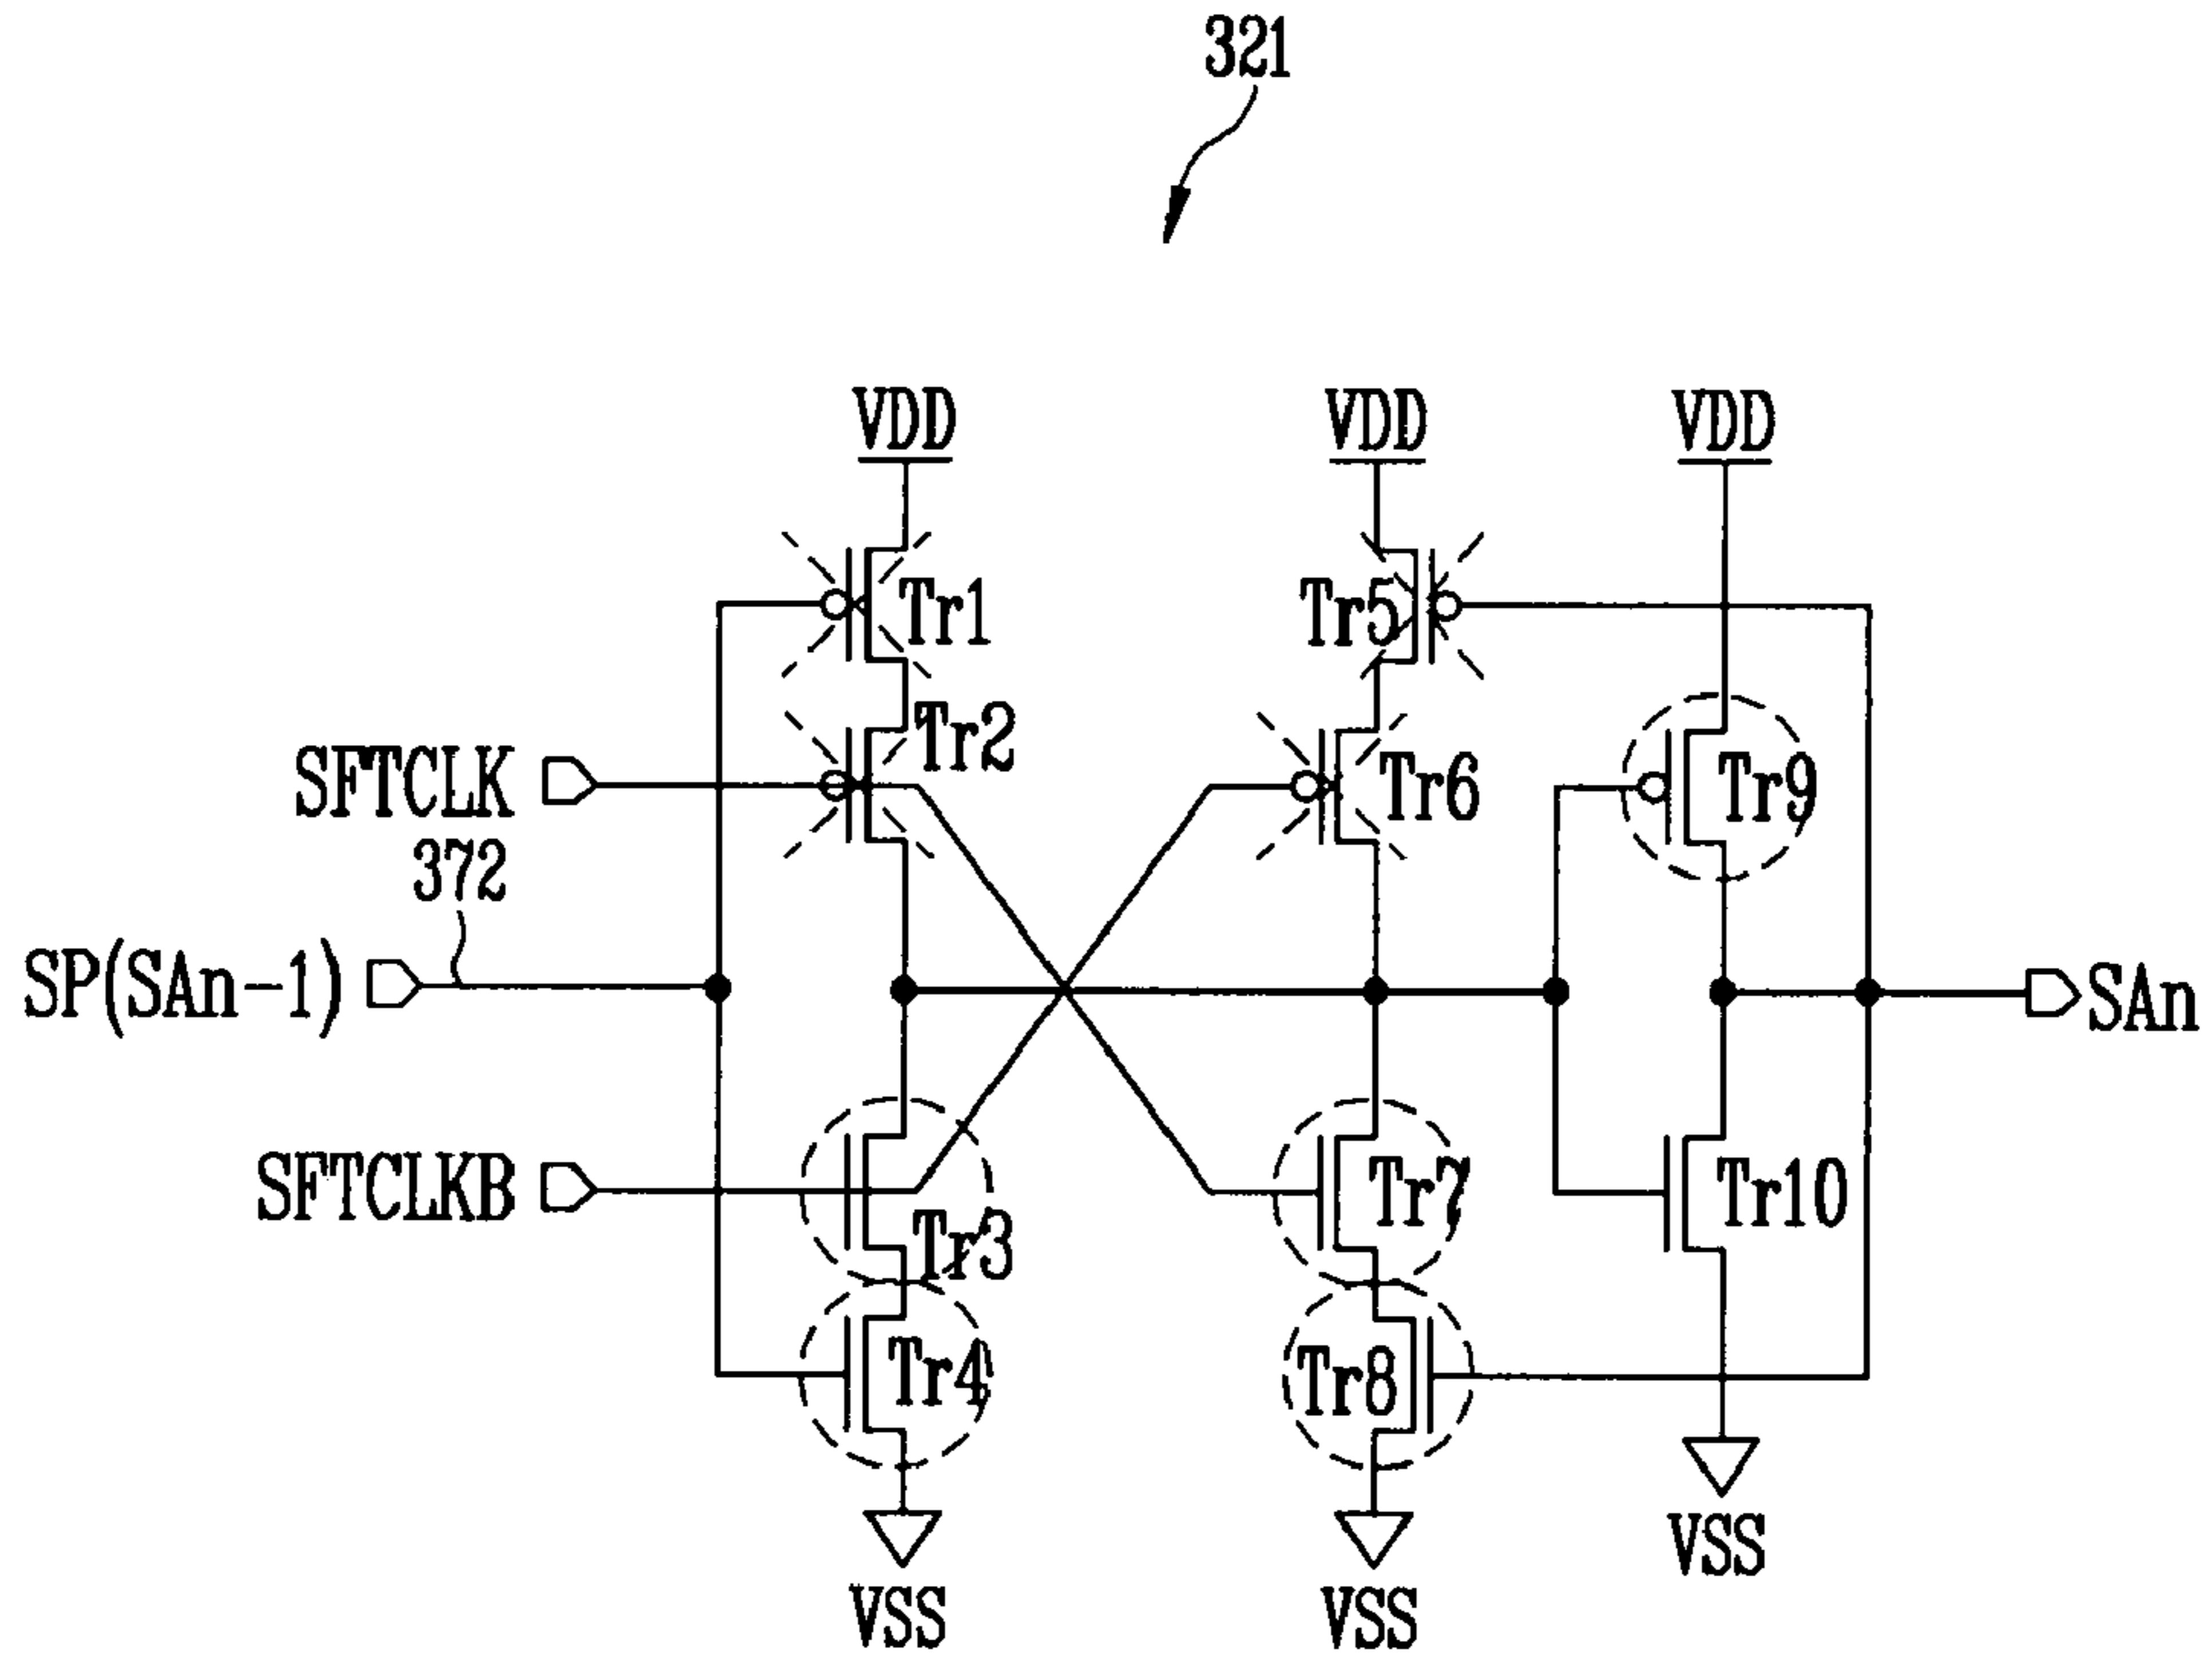 321
VDD
VDD
VDD
Tr1
Tr5
Tr2
SFTCLK
Tr6
Tr9
372
SP(SAn-1)
SAn
SFTCLKB
Tr7
Tr10
Tr3
Tr4
Tr8
VSS
VSS
VSS